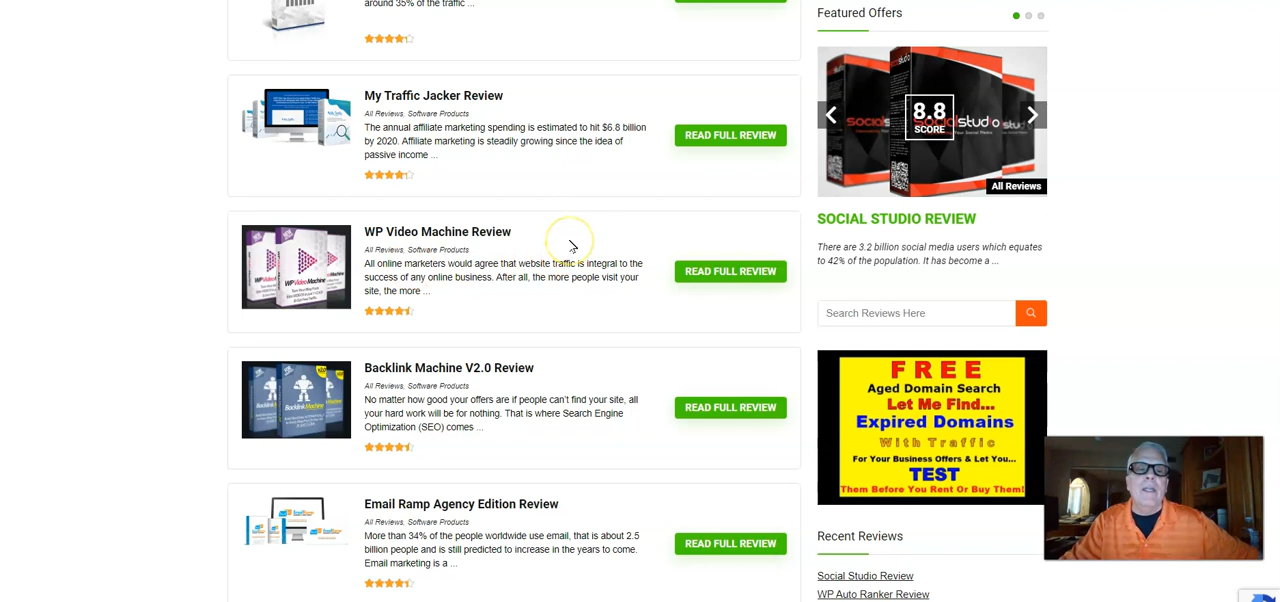 around 35% of the traffic ...
My Traffic Jacker Review
All Reviews, Software Products
The annual affiliate marketing spending is estimated to hit $6.8 billion
by 2020. Affiliate marketing is steadily growing since the idea of
passive income ...
READ FULL REVIEW
WP Video Machine Review
All Reviews, Software Products
All online marketers would agree that website traffic is integral to the
success of any online business. After all, the more people visit your
site, the more ...
READ FULL REVIEW
WPVideoMachine
Backlink Machine V2.0 Review
All Reviews, Software Products
No matter how good your offers are if people can't find your site, all
your hard work will be for nothing. That is where Search Engine
Optimization (SEO) comes ...
READ FULL REVIEW
BacklinkMachine
Email Ramp Agency Edition Review
All Reviews, Software Products
More than 34% of the people worldwide use email, that is about 2.5
billion people and is still predicted to increase in the years to come.
Email marketing is a ...
READ FULL REVIEW
Featured Offers
8.8
SCORE
All Reviews
SOCIAL STUDIO REVIEW
There are 3.2 billion social media users which equates
to 42% of the population. It has become a ...
Search Reviews Here
FREE
Aged Domain Search
Let Me Find...
Expired Domains
With Traffic
For Your Business Offers & Let You...
TEST
Them Before You Rent Or Buy Them!
Recent Reviews
Social Studio Review
WP Auto Ranker Review